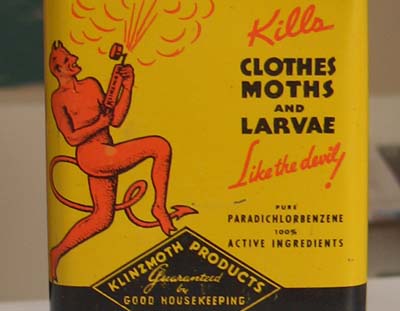 Kills
CLOTHES
MOTHS
AND
LARVAE
Like the devil!
PURE
PARADICHLORBENZENE
100%
ACTIVE INGREDIENTS
KLINZMOTH PRODUCTS
Guaranteed
by
GOOD HOUSEKEEPING